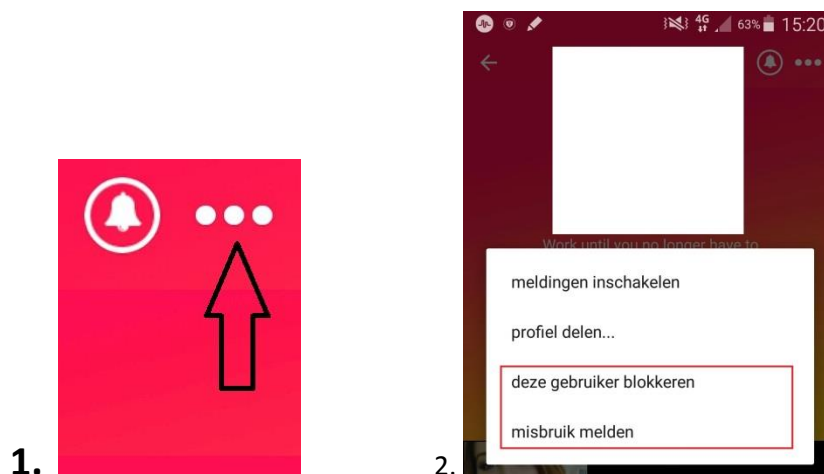 4G 63% 15:20
Work until you no longer have to
meldingen inschakelen
profiel delen...
deze gebruiker blokkeren
misbruik melden
1.
2.